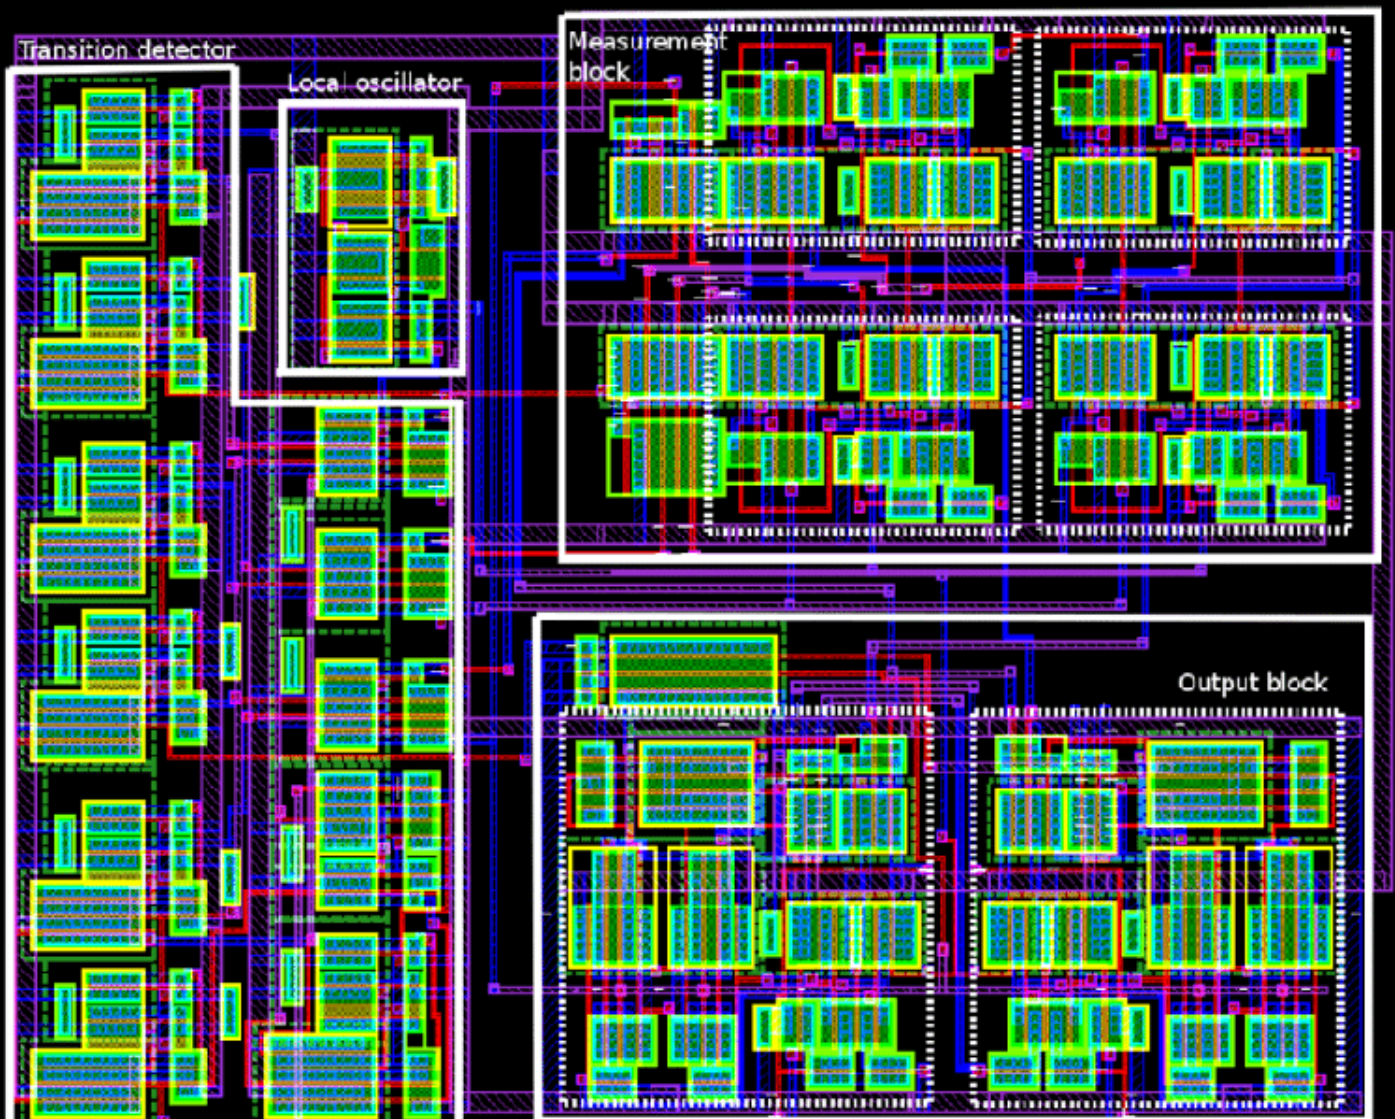 Transition detector
Local oscillator
Measurement
block
Output block